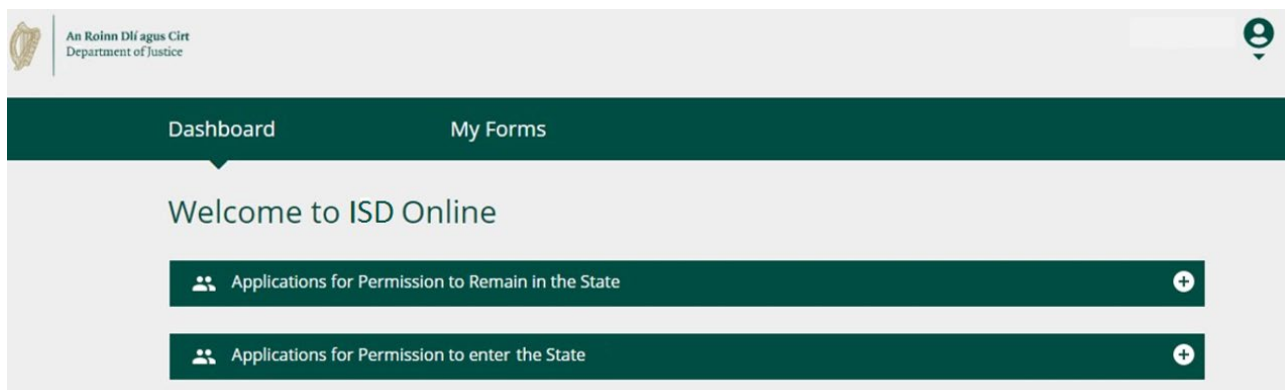 An Roinn Dlí agus Cirt
Department of Justice
Dashboard
My Forms
Welcome to ISD Online
Applications for Permission to Remain in the State
Applications for Permission to enter the State